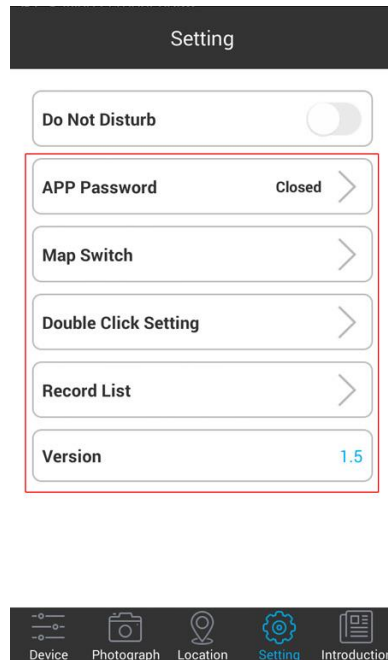 Setting
Do Not Disturb
APP Password Closed
Map Switch
Double Click Setting
Record List
Version 1.5
Device Photograph Location Setting Introduction